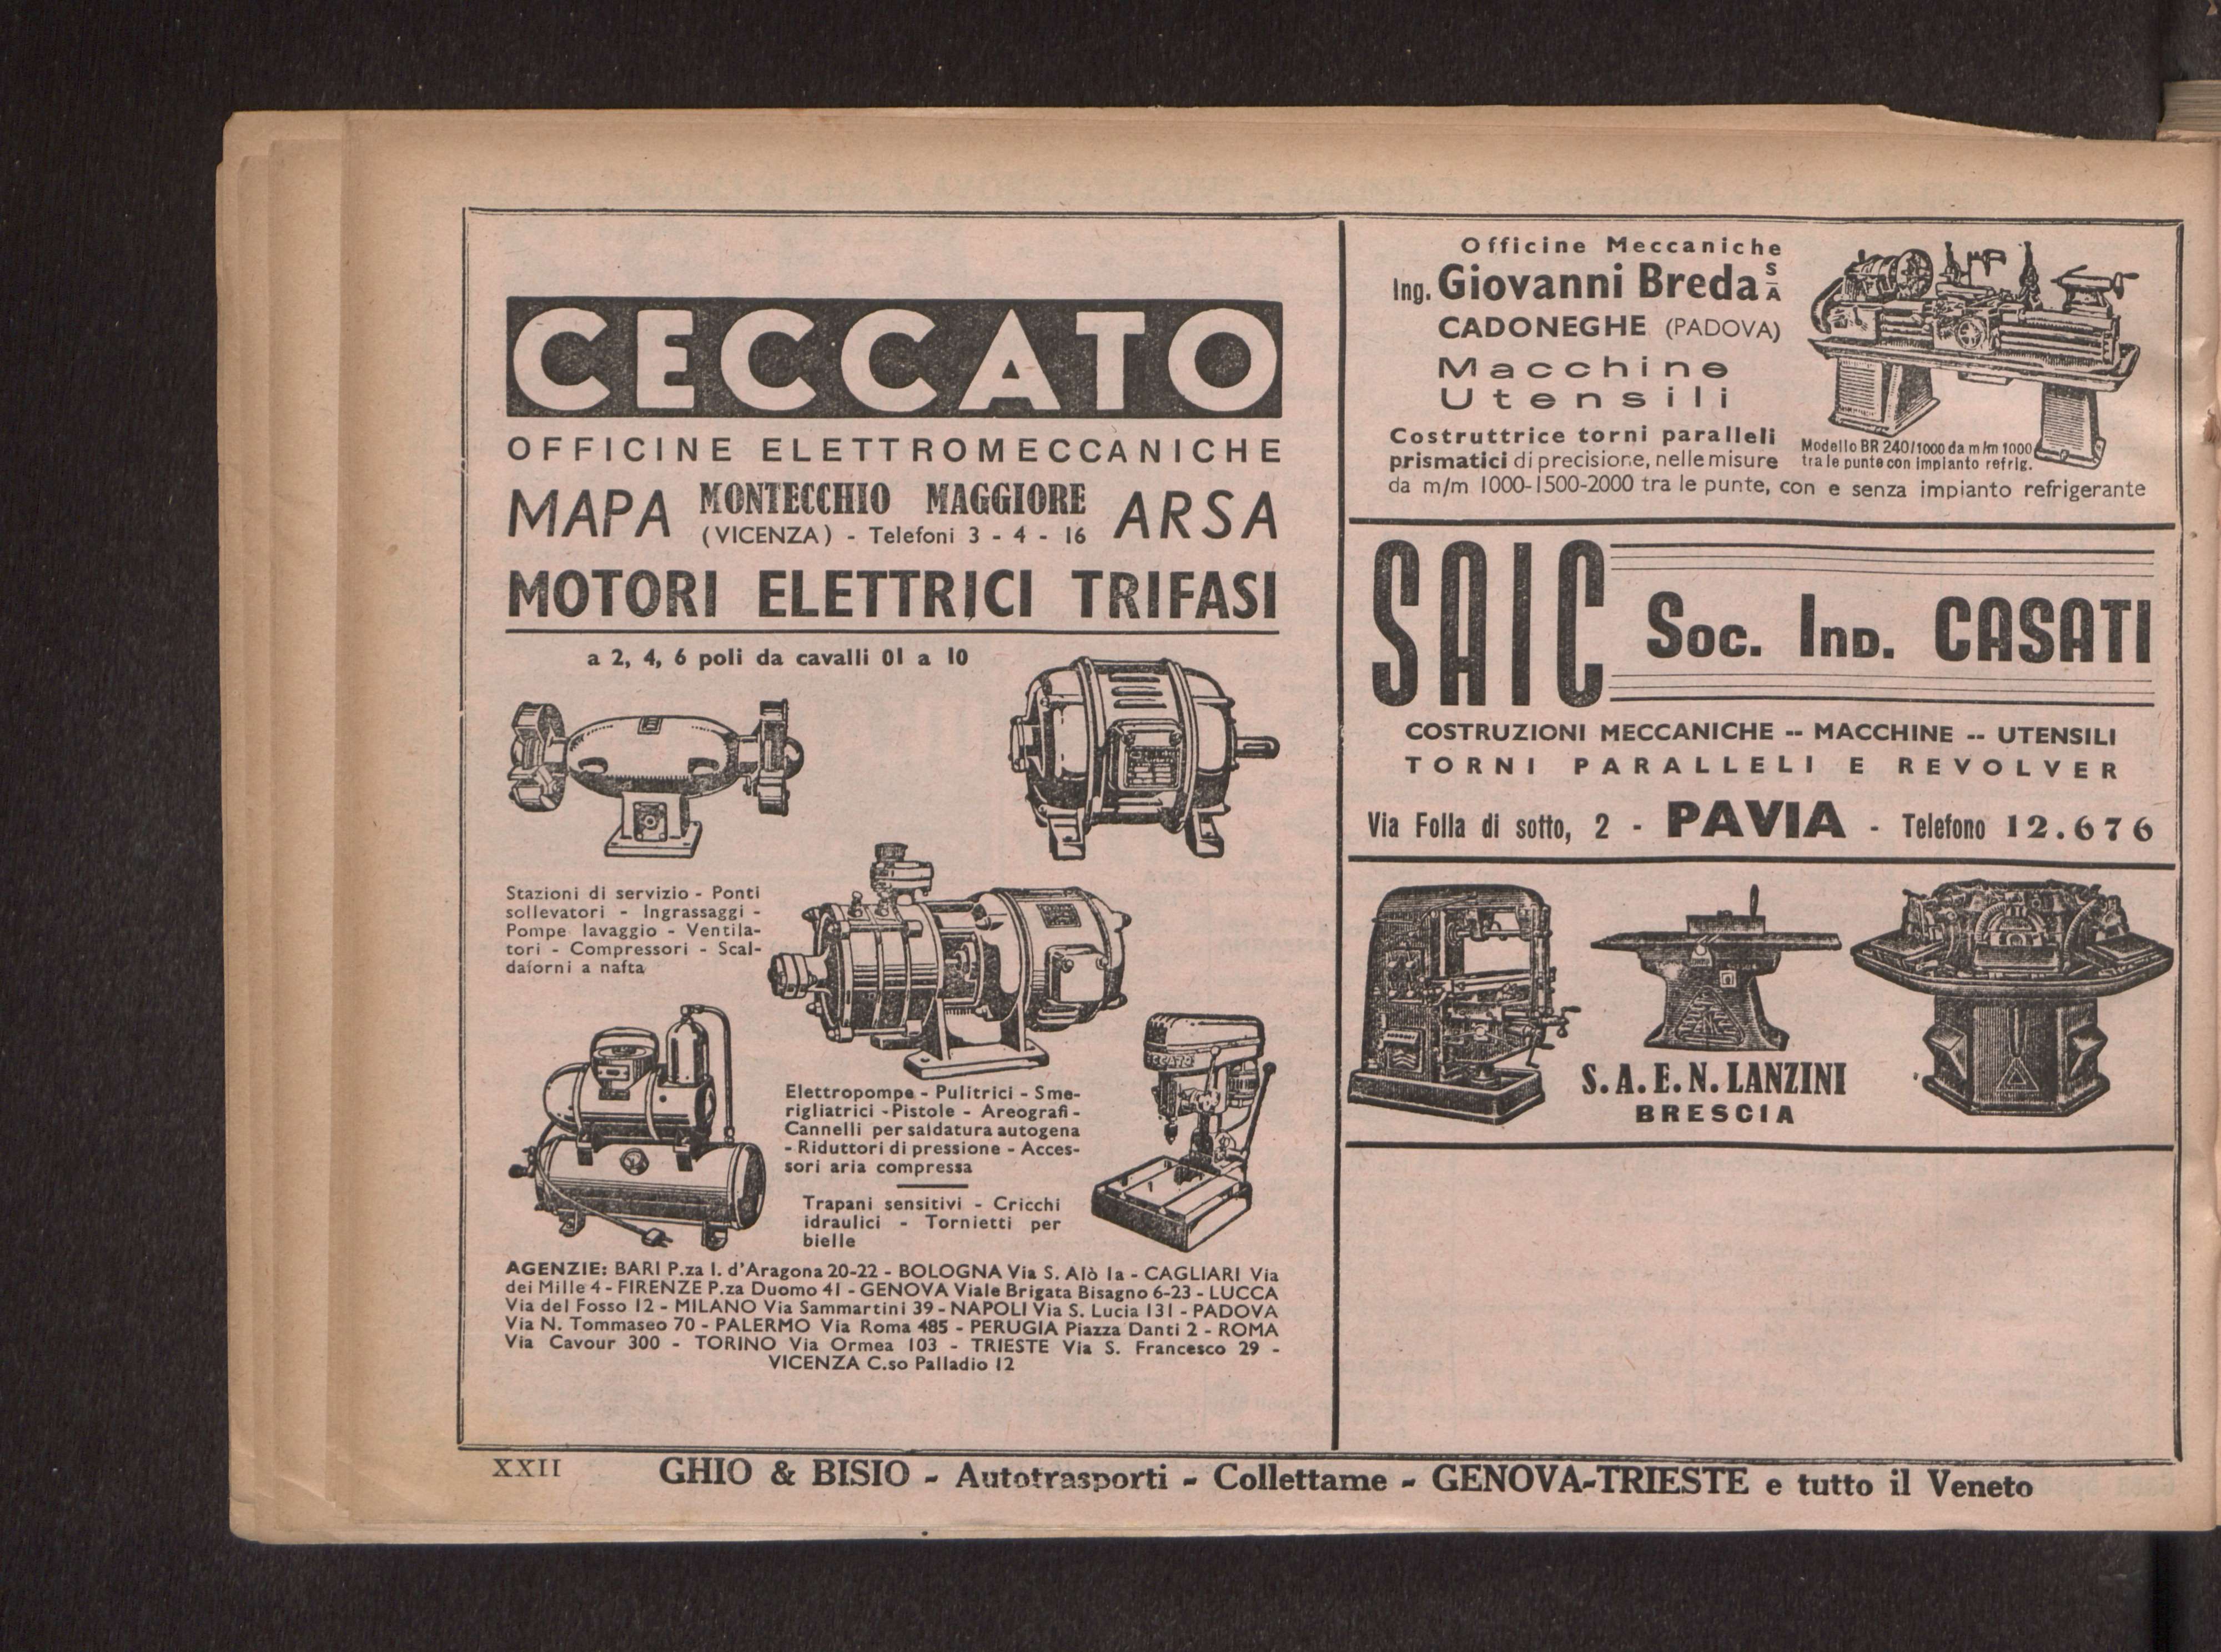 CECCATO
OFFICINE ELETTROMECCANICHE
MAPA MONTECCHIO MAGGIORE ARSA
(VICENZA) - Telefoni 3 - 4 - 16
MOTORI ELETTRICI TRIFASI
a 2, 4, 6 poli da cavalli 01 a 10
Stazioni di servizio - Ponti
sollevatori - Ingrassaggi -
Pompe lavaggio - Ventila-
tori - Compressori - Scal-
daforni a nafta
CECCATO
Elettropompe - Pulitrici - Sme-
rigliatrici - Pistole - Areografi -
Cannelli per saldatura autogena
- Riduttori di pressione - Acces-
sori aria compressa
Trapani sensitivi - Cricchi
idraulici - Tornietti per
bielle
AGENZIE: BARI P.za I. d'Aragona 20-22 - BOLOGNA Via S. Alò 1a - CAGLIARI Via
dei Mille 4 - FIRENZE P.za Duomo 41 - GENOVA Viale Brigata Bisagno 6-23 - LUCCA
Via del Fosso 12 - MILANO Via Sammartini 39 - NAPOLI Via S. Lucia 131 - PADOVA
Via N. Tommaseo 70 - PALERMO Via Roma 485 - PERUGIA Piazza Danti 2 - ROMA
Via Cavour 300 - TORINO Via Ormea 103 - TRIESTE Via S. Francesco 29 -
VICENZA C.so Palladio 12
Officine Meccaniche
Ing. Giovanni Breda S A
CADONEGHE (PADOVA)
Macchine
Utensili
Costruttrice torni paralleli
prismatici di precisione, nelle misure
da m/m 1000-1500-2000 tra le punte, con e senza impianto refrigerante
Modello BR 240/1000 da m/m 1000
tra le punte con impianto refrig.
SAIC Soc. Ind. CASATI
COSTRUZIONI MECCANICHE -- MACCHINE -- UTENSILI
TORNI PARALLELI E REVOLVER
Via Folla di sotto, 2 - PAVIA - Telefono 12.676
S. A. E. N. LANZINI
BRESCIA
XXII GHIO & BISIO - Autotrasporti - Collettame - GENOVA-TRIESTE e tutto il Veneto